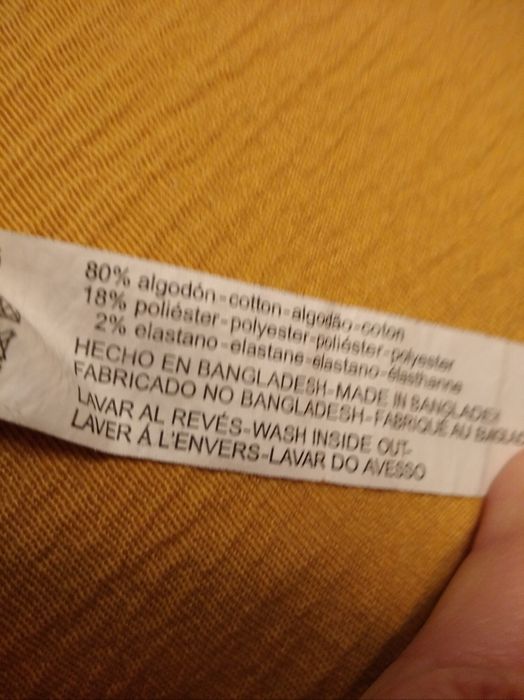 80% algodón-cotton-algodão-coton
18% poliéster-polyester-poliéster-polyester
2% elastano-elastane-elastano-élasthanne
HECHO EN BANGLADESH-MADE IN BANGLADESH
FABRICADO NO BANGLADESH-FABRIQUÉ AU
LAVAR AL REVÉS-WASH INSIDE OUT-
LAVER Á L'ENVERS-LAVAR DO AVESSO